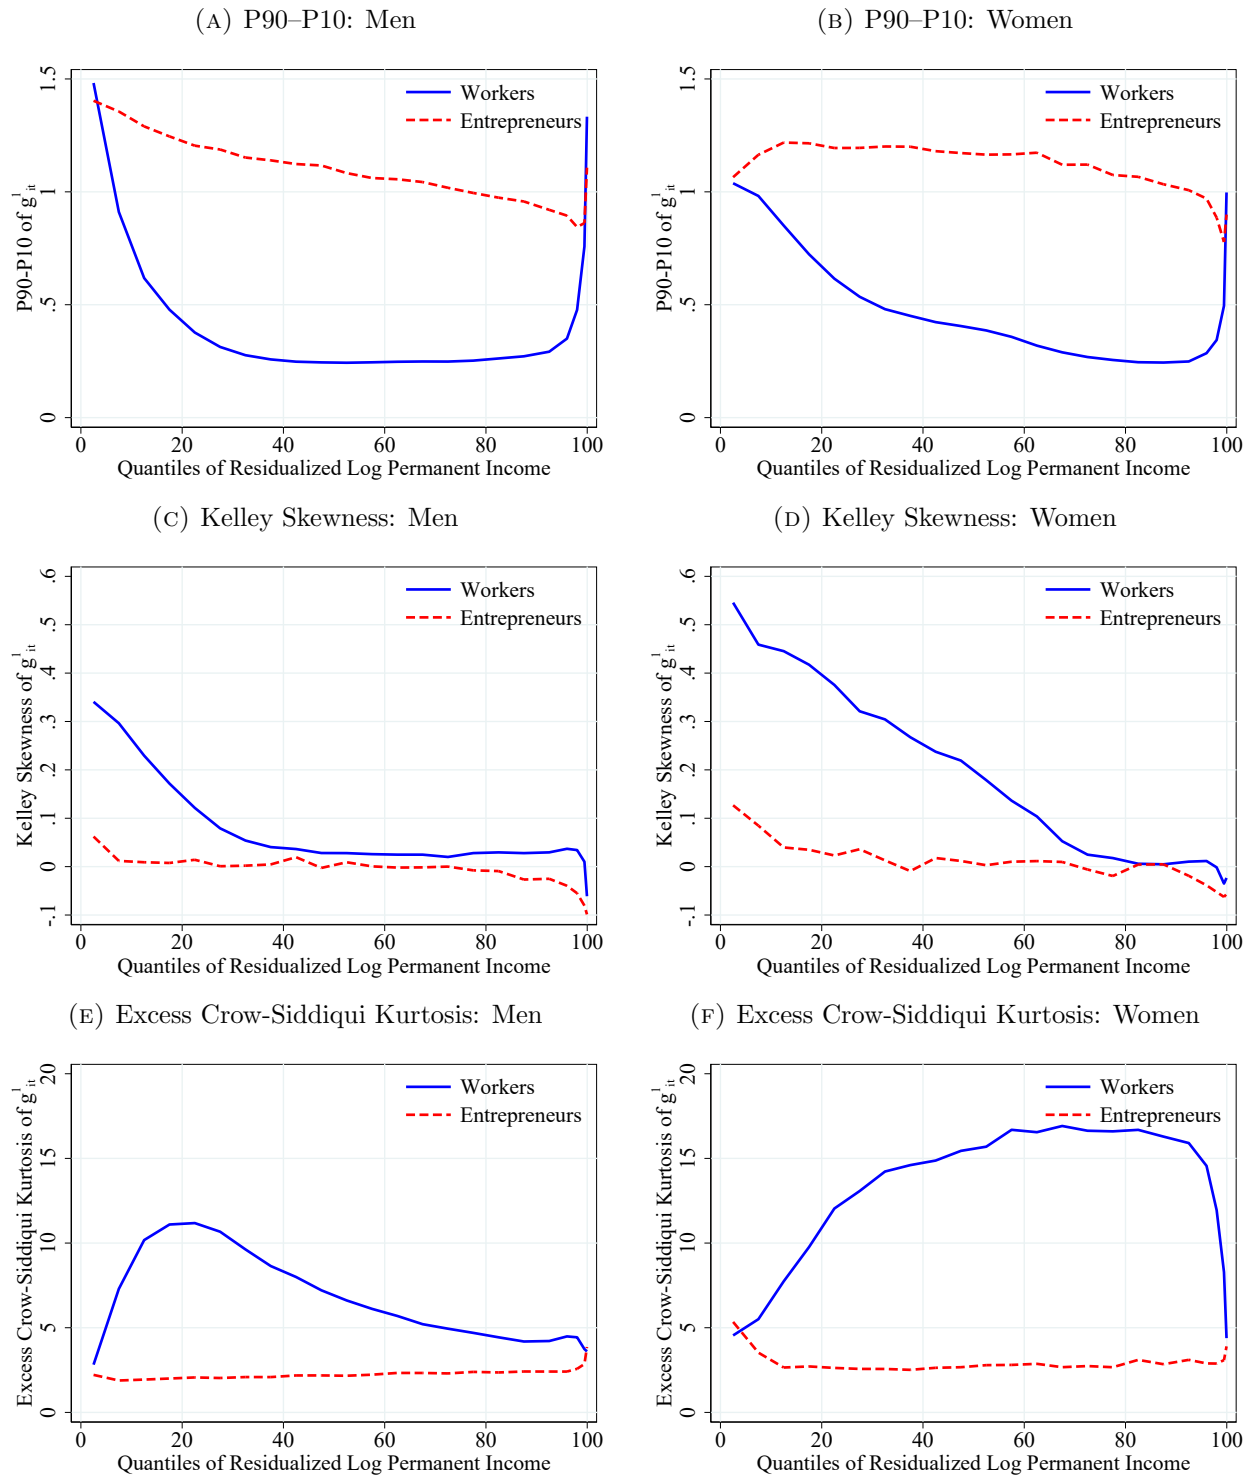 (A) P90–P10: Men
P90-P10 of g¹ᵢₜ
1.5
1
.5
0
Workers
Entrepreneurs
0 20 40 60 80 100
Quantiles of Residualized Log Permanent Income
(B) P90–P10: Women
P90-P10 of g¹ᵢₜ
1.5
1
.5
0
Workers
Entrepreneurs
0 20 40 60 80 100
Quantiles of Residualized Log Permanent Income
(C) Kelley Skewness: Men
Kelley Skewness of g¹ᵢₜ
.6
.5
.4
.3
.2
.1
0
-.1
Workers
Entrepreneurs
0 20 40 60 80 100
Quantiles of Residualized Log Permanent Income
(D) Kelley Skewness: Women
Kelley Skewness of g¹ᵢₜ
.6
.5
.4
.3
.2
.1
0
-.1
Workers
Entrepreneurs
0 20 40 60 80 100
Quantiles of Residualized Log Permanent Income
(E) Excess Crow-Siddiqui Kurtosis: Men
Excess Crow-Siddiqui Kurtosis of g¹ᵢₜ
20
15
10
5
0
Workers
Entrepreneurs
0 20 40 60 80 100
Quantiles of Residualized Log Permanent Income
(F) Excess Crow-Siddiqui Kurtosis: Women
Excess Crow-Siddiqui Kurtosis of g¹ᵢₜ
20
15
10
5
0
Workers
Entrepreneurs
0 20 40 60 80 100
Quantiles of Residualized Log Permanent Income